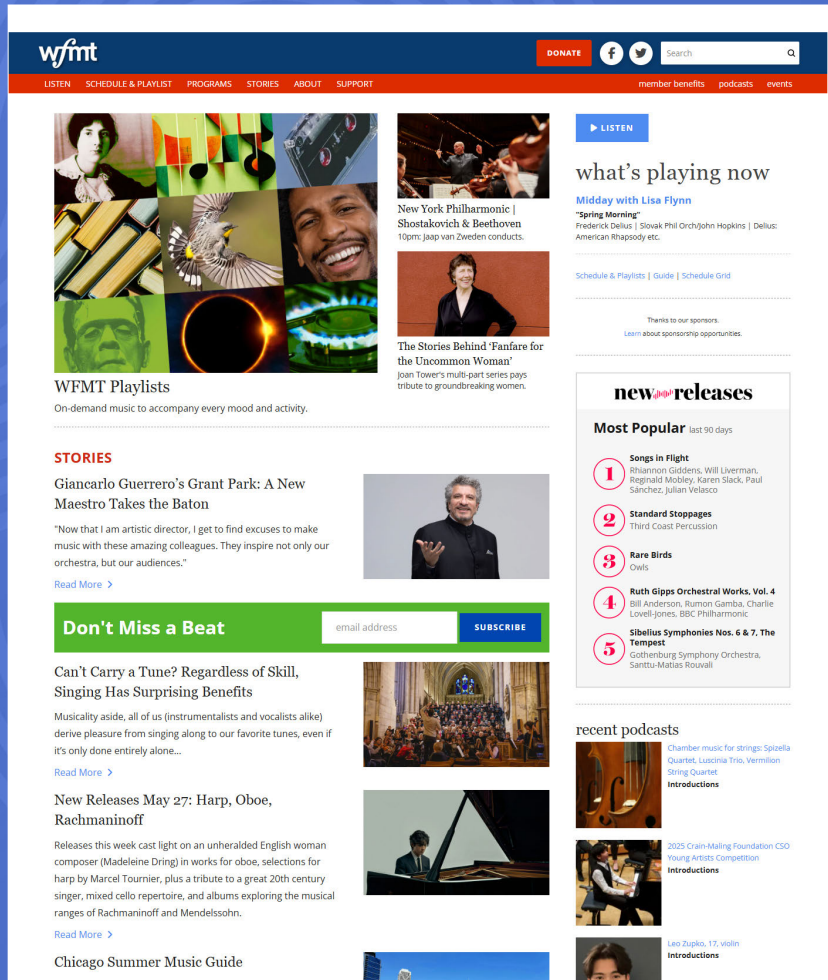 wfmt
DONATE
Search
LISTEN SCHEDULE & PLAYLIST PROGRAMS STORIES ABOUT SUPPORT
member benefits podcasts events
New York Philharmonic |
Shostakovich & Beethoven
10pm: Jaap van Zweden conducts.
The Stories Behind ‘Fanfare for
the Uncommon Woman’
Joan Tower's multi-part series pays
tribute to groundbreaking women.
WFMT Playlists
On-demand music to accompany every mood and activity.
STORIES
Giancarlo Guerrero’s Grant Park: A New
Maestro Takes the Baton
"Now that I am artistic director, I get to find excuses to make
music with these amazing colleagues. They inspire not only our
orchestra, but our audiences."
Read More
Don't Miss a Beat
email address
SUBSCRIBE
Can’t Carry a Tune? Regardless of Skill,
Singing Has Surprising Benefits
Musicality aside, all of us (instrumentalists and vocalists alike)
derive pleasure from singing along to our favorite tunes, even if
it’s only done entirely alone...
Read More
New Releases May 27: Harp, Oboe,
Rachmaninoff
Releases this week cast light on an unheralded English woman
composer (Madeleine Dring) in works for oboe, selections for
harp by Marcel Tournier, plus a tribute to a great 20th century
singer, mixed cello repertoire, and albums exploring the musical
ranges of Rachmaninoff and Mendelssohn.
Read More
Chicago Summer Music Guide
LISTEN
what’s playing now
Midday with Lisa Flynn
"Spring Morning"
Frederick Delius | Slovak Phil Orch/John Hopkins | Delius:
American Rhapsody etc.
Schedule & Playlists | Guide | Schedule Grid
Thanks to our sponsors.
Learn about sponsorship opportunities.
new releases
Most Popular last 90 days
1
Songs in Flight
Rhiannon Giddens, Will Liverman,
Reginald Mobley, Karen Slack, Paul
Sánchez, Julian Velasco
2
Standard Stoppages
Third Coast Percussion
3
Rare Birds
Owls
4
Ruth Gipps Orchestral Works, Vol. 4
Bill Anderson, Rumon Gamba, Charlie
Lovell-Jones, BBC Philharmonic
5
Sibelius Symphonies Nos. 6 & 7, The
Tempest
Gothenburg Symphony Orchestra,
Santtu-Matias Rouvali
recent podcasts
Chamber music for strings: Spizella
Quartet, Luscinia Trio, Vermilion
String Quartet
Introductions
2025 Crain-Maling Foundation CSO
Young Artists Competition
Introductions
Leo Zupko, 17, violin
Introductions